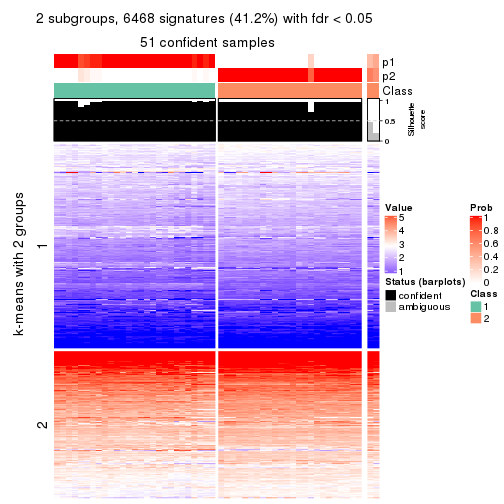 2 subgroups, 6468 signatures (41.2%) with fdr < 0.05
51 confident samples
p1
p2
Class
1
0.5
0
Silhouette
score
k-means with 2 groups
1
2
Value
5
4
3
2
1
Status (barplots)
confident
ambiguous
Prob
1
0.8
0.6
0.4
0.2
0
Class
1
2